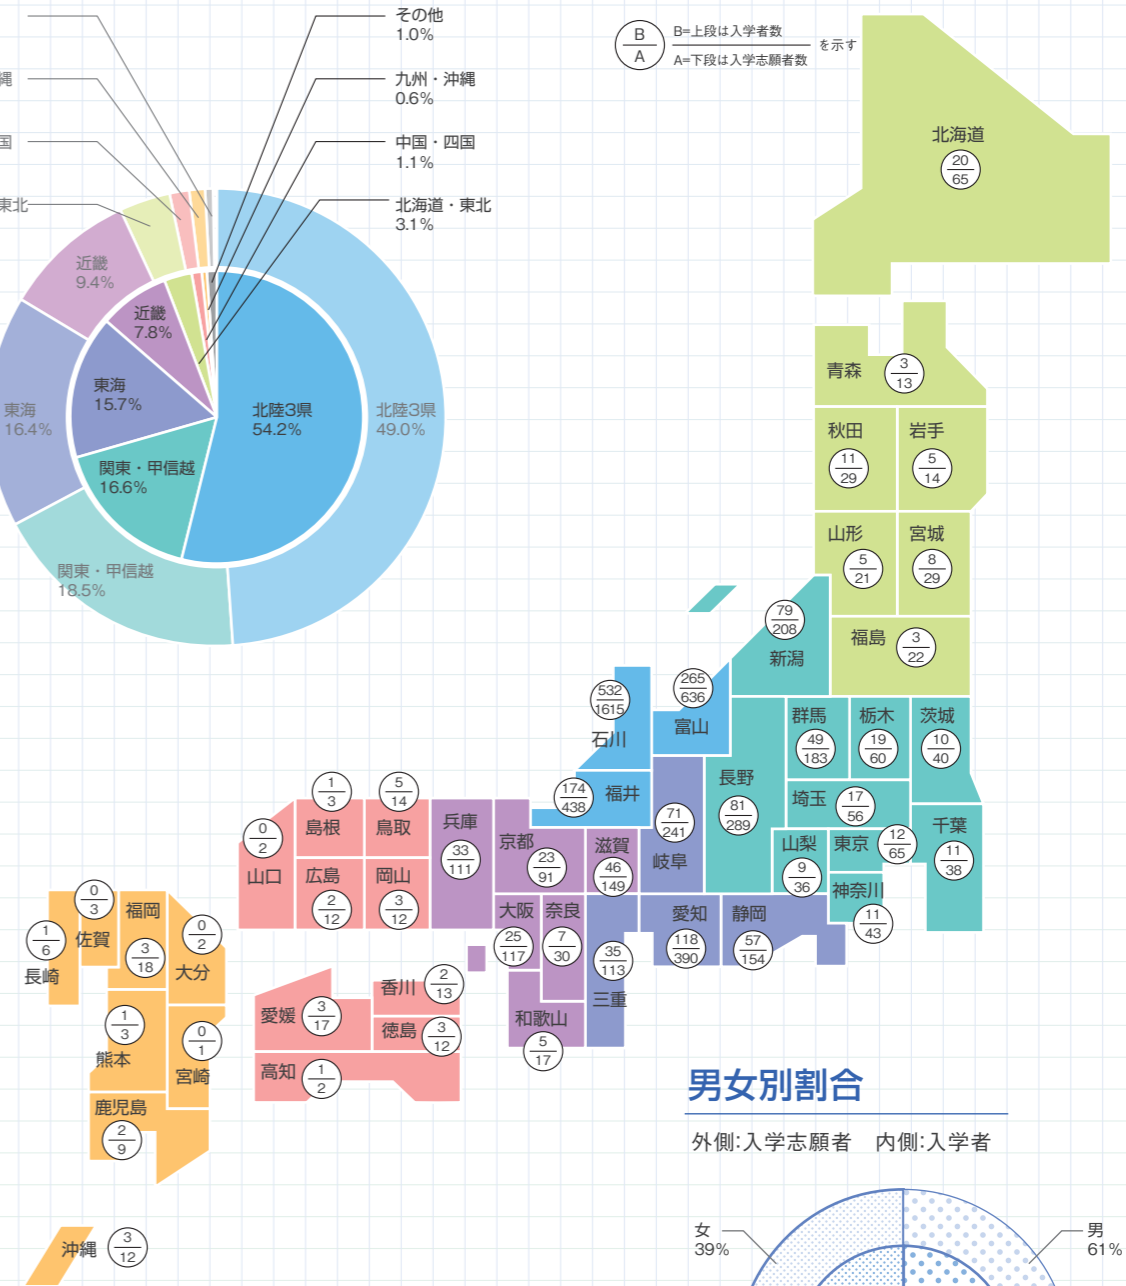 その他
1.0%
縄
九州・沖縄
0.6%
国
中国・四国
1.1%
東北
北海道・東北
3.1%
近畿
9.4%
近畿
7.8%
東海
16.4%
東海
15.7%
北陸3県
54.2%
北陸3県
49.0%
関東・甲信越
16.6%
関東・甲信越
18.5%
B
A
B=上段は入学者数
A=下段は入学志願者数
を示す
北海道
20
65
青森
3
13
秋田
11
29
岩手
5
14
山形
5
21
宮城
8
29
福島
3
22
新潟
79
208
石川
532
1615
富山
265
636
福井
174
438
群馬
49
183
栃木
19
60
茨城
10
40
長野
81
289
埼玉
17
56
山梨
9
36
東京
12
65
千葉
11
38
神奈川
11
43
岐阜
71
241
愛知
118
390
静岡
57
154
三重
35
113
滋賀
46
149
京都
23
91
兵庫
33
111
大阪
25
117
奈良
7
30
和歌山
5
17
島根
1
3
鳥取
5
14
山口
0
2
広島
2
12
岡山
3
12
香川
2
13
愛媛
3
17
徳島
3
12
高知
1
2
佐賀
0
3
福岡
3
18
大分
0
2
長崎
1
6
熊本
1
3
宮崎
0
1
鹿児島
2
9
沖縄
3
12
男女別割合
外側:入学志願者 内側:入学者
女
39%
男
61%